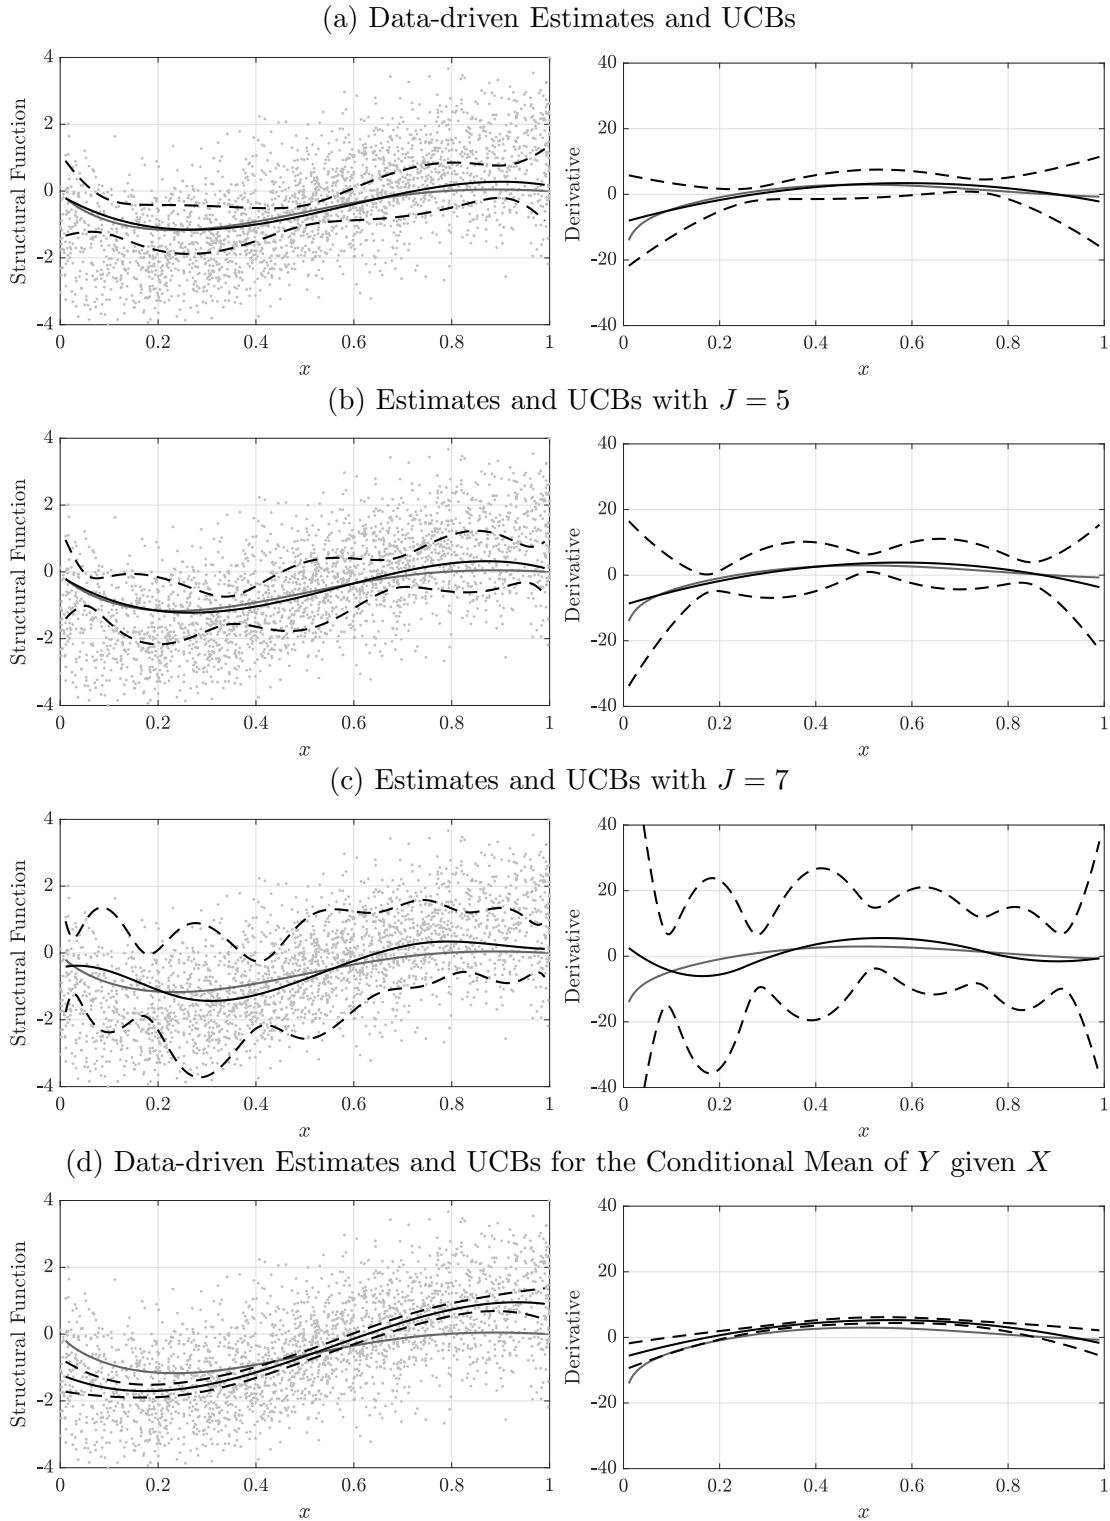 (a) Data-driven Estimates and UCBs
Structural Function
4
2
0
-2
-4
0 0.2 0.4 0.6 0.8 1
x
Derivative
40
20
0
-20
-40
0 0.2 0.4 0.6 0.8 1
x
(b) Estimates and UCBs with J = 5
Structural Function
4
2
0
-2
-4
0 0.2 0.4 0.6 0.8 1
x
Derivative
40
20
0
-20
-40
0 0.2 0.4 0.6 0.8 1
x
(c) Estimates and UCBs with J = 7
Structural Function
4
2
0
-2
-4
0 0.2 0.4 0.6 0.8 1
x
Derivative
40
20
0
-20
-40
0 0.2 0.4 0.6 0.8 1
x
(d) Data-driven Estimates and UCBs for the Conditional Mean of Y given X
Structural Function
4
2
0
-2
-4
0 0.2 0.4 0.6 0.8 1
x
Derivative
40
20
0
-20
-40
0 0.2 0.4 0.6 0.8 1
x